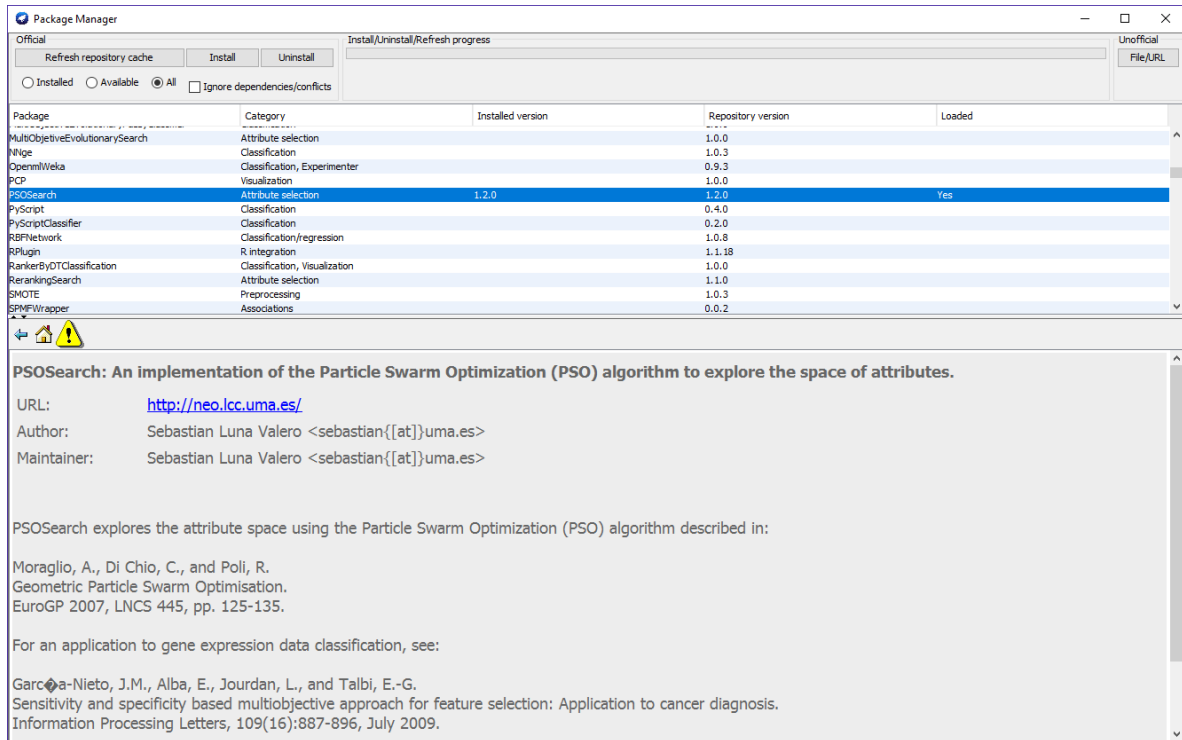 Package Manager
Official
Install/Uninstall/Refresh progress
Unofficial
Refresh repository cache
Install
Uninstall
File/URL
Installed
Available
All
Ignore dependencies/conflicts
Package Category Installed version Repository version Loaded
MultiObjetiveEvolutionarySearch Attribute selection 1.0.0
NNge Classification 1.0.3
OpenmlWeka Classification, Experimenter 0.9.3
PCP Visualization 1.0.0
PSOSearch Attribute selection 1.2.0 1.2.0 Yes
PyScript Classification 0.4.0
PyScriptClassifier Classification 0.2.0
RBFNetwork Classification/regression 1.0.8
RPlugin R integration 1.1.18
RankerByDTClassification Classification, Visualization 1.0.0
RerankingSearch Attribute selection 1.1.0
SMOTE Preprocessing 1.0.3
SPMFWrapper Associations 0.0.2
PSOSearch: An implementation of the Particle Swarm Optimization (PSO) algorithm to explore the space of attributes.
URL: http://neo.lcc.uma.es/
Author: Sebastian Luna Valero <sebastian{[at]}uma.es>
Maintainer: Sebastian Luna Valero <sebastian{[at]}uma.es>
PSOSearch explores the attribute space using the Particle Swarm Optimization (PSO) algorithm described in:
Moraglio, A., Di Chio, C., and Poli, R.
Geometric Particle Swarm Optimisation.
EuroGP 2007, LNCS 445, pp. 125-135.
For an application to gene expression data classification, see:
Garc�a-Nieto, J.M., Alba, E., Jourdan, L., and Talbi, E.-G.
Sensitivity and specificity based multiobjective approach for feature selection: Application to cancer diagnosis.
Information Processing Letters, 109(16):887-896, July 2009.